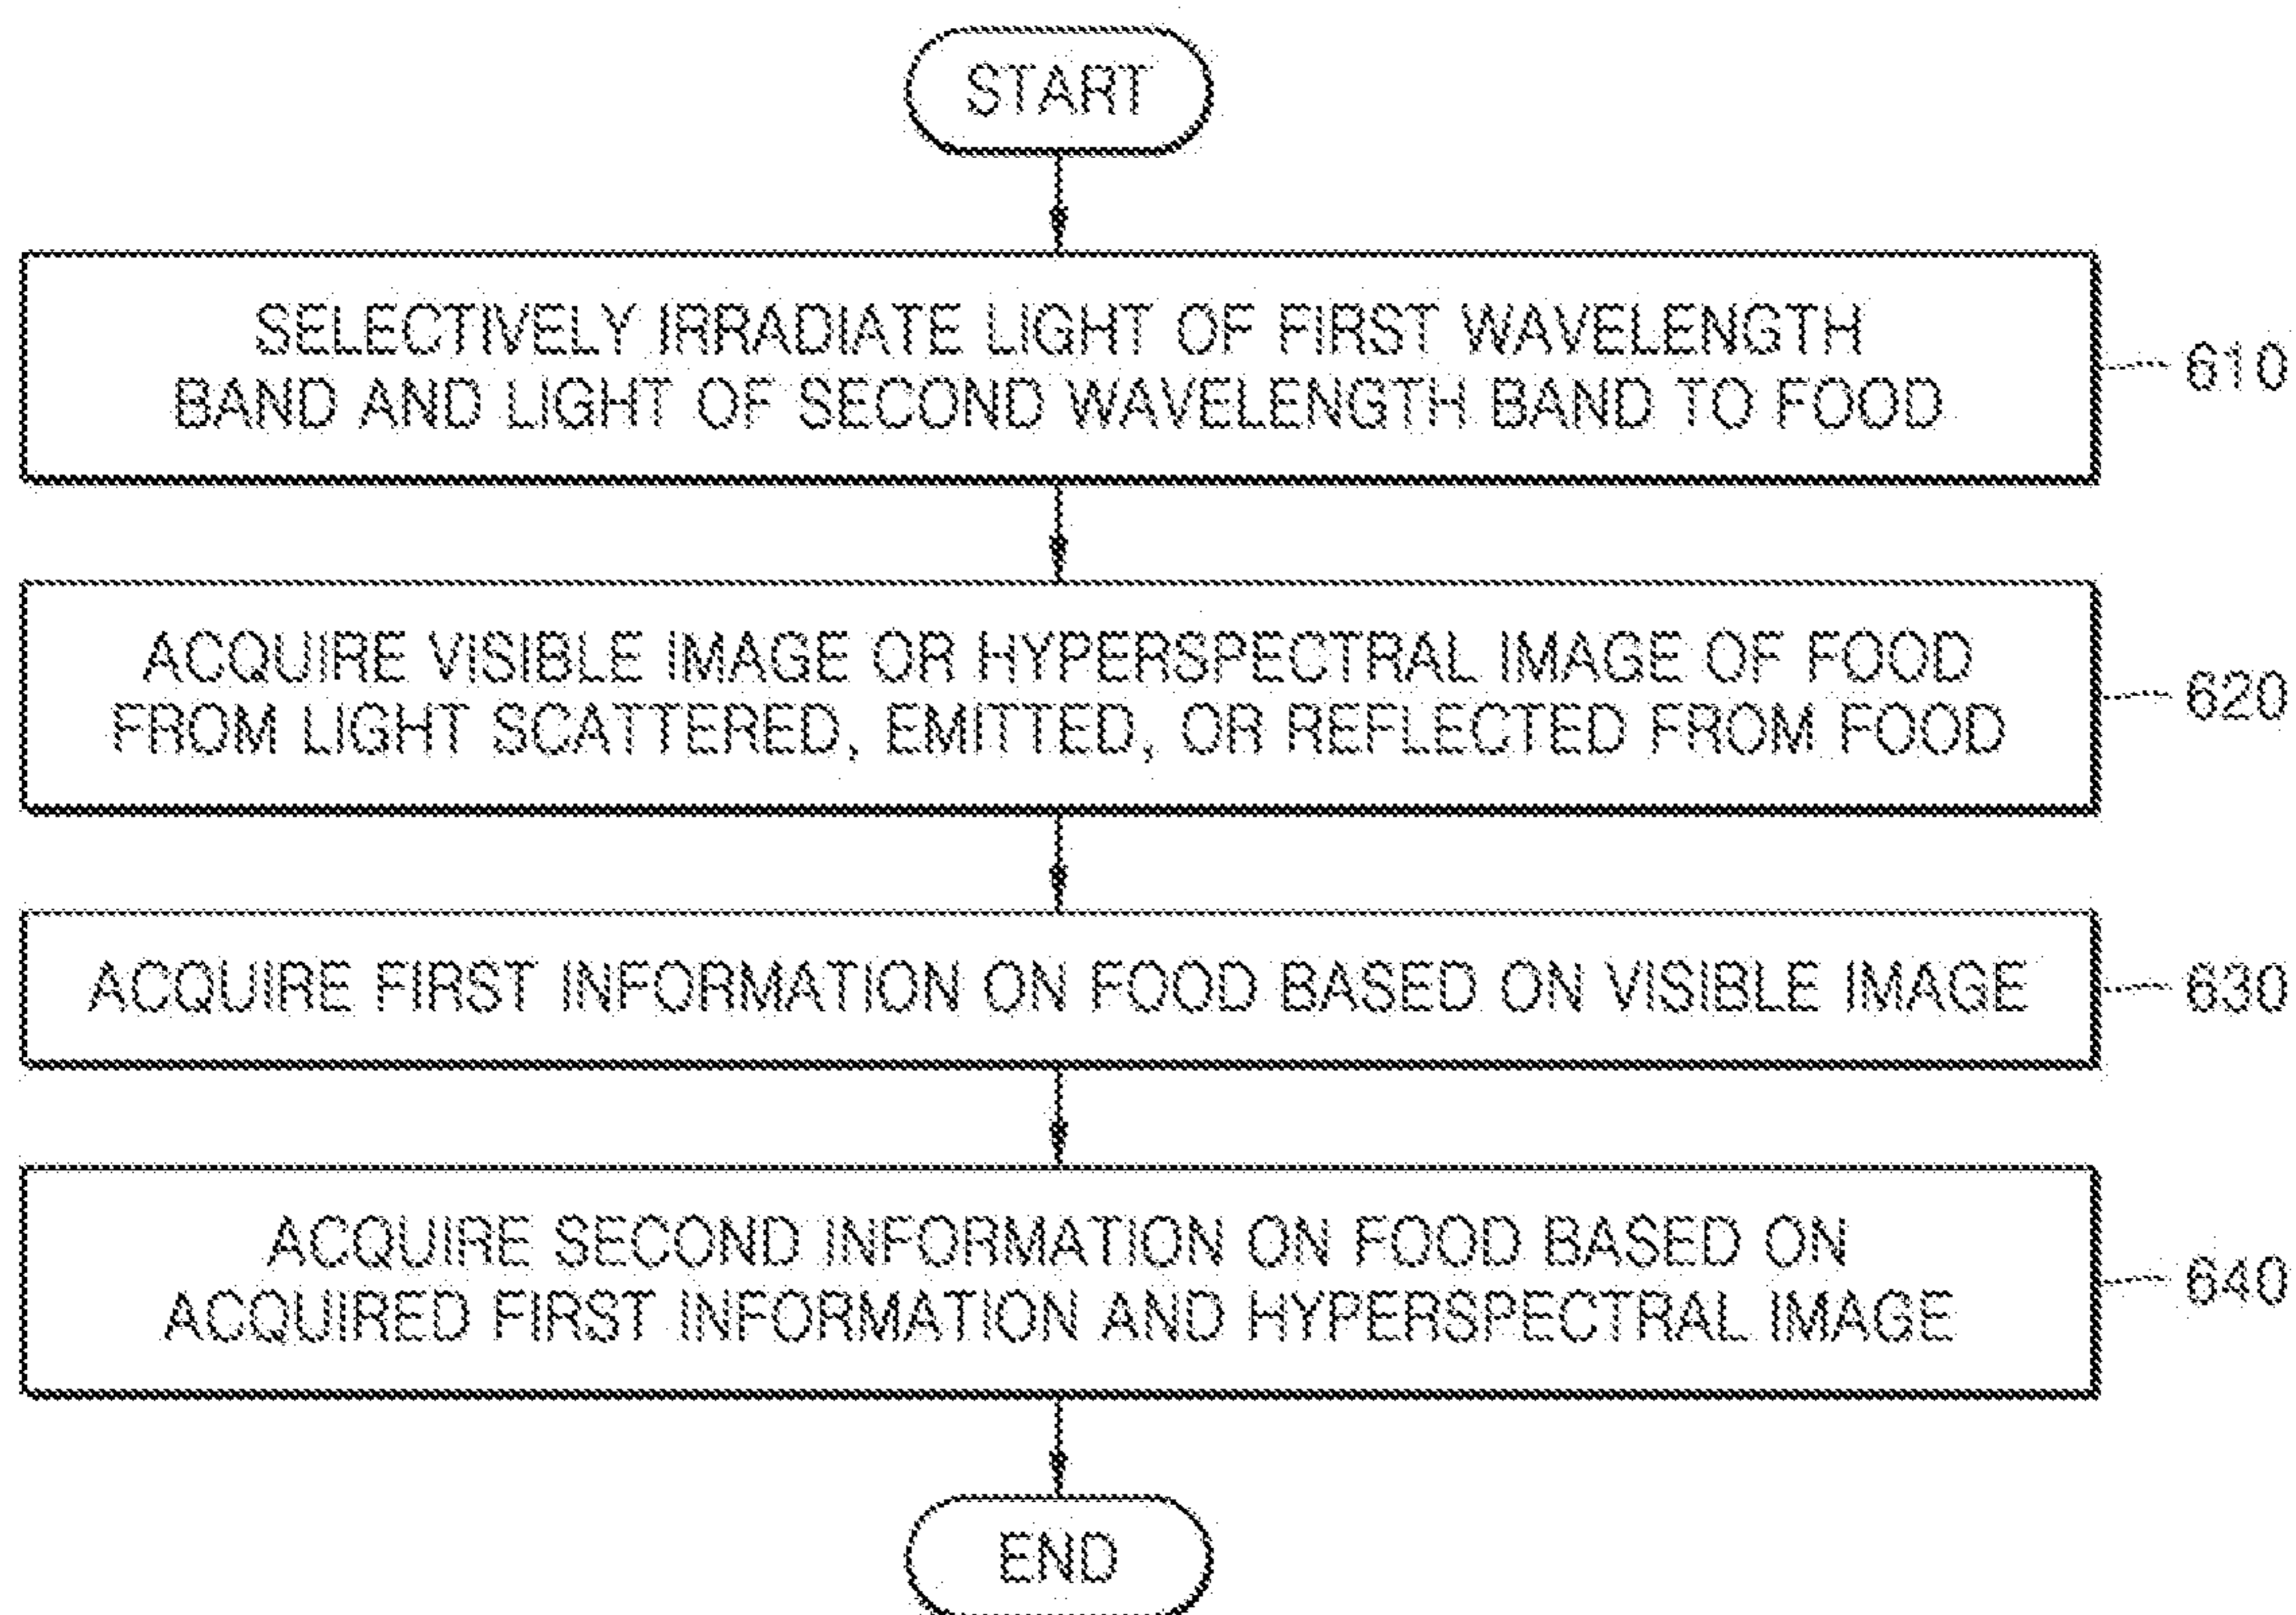 START
SELECTIVELY IRRADIATE LIGHT OF FIRST WAVELENGTH
BAND AND LIGHT OF SECOND WAVELENGTH BAND TO FOOD
610
ACQUIRE VISIBLE IMAGE OR HYPERSPECTRAL IMAGE OF FOOD
FROM LIGHT SCATTERED, EMITTED, OR REFLECTED FROM FOOD
620
ACQUIRE FIRST INFORMATION ON FOOD BASED ON VISIBLE IMAGE
630
ACQUIRE SECOND INFORMATION ON FOOD BASED ON
ACQUIRED FIRST INFORMATION AND HYPERSPECTRAL IMAGE
640
END